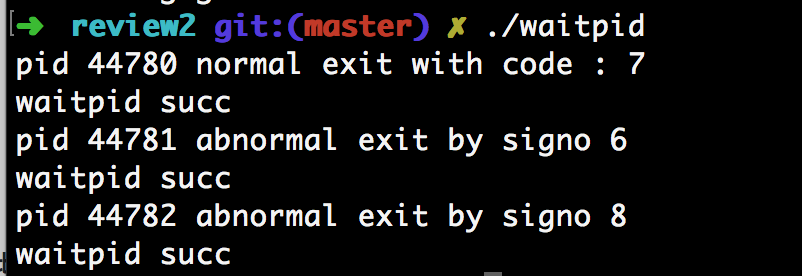 ➜ review2 git:(master) ✗ ./waitpid
pid 44780 normal exit with code : 7
waitpid succ
pid 44781 abnormal exit by signo 6
waitpid succ
pid 44782 abnormal exit by signo 8
waitpid succ